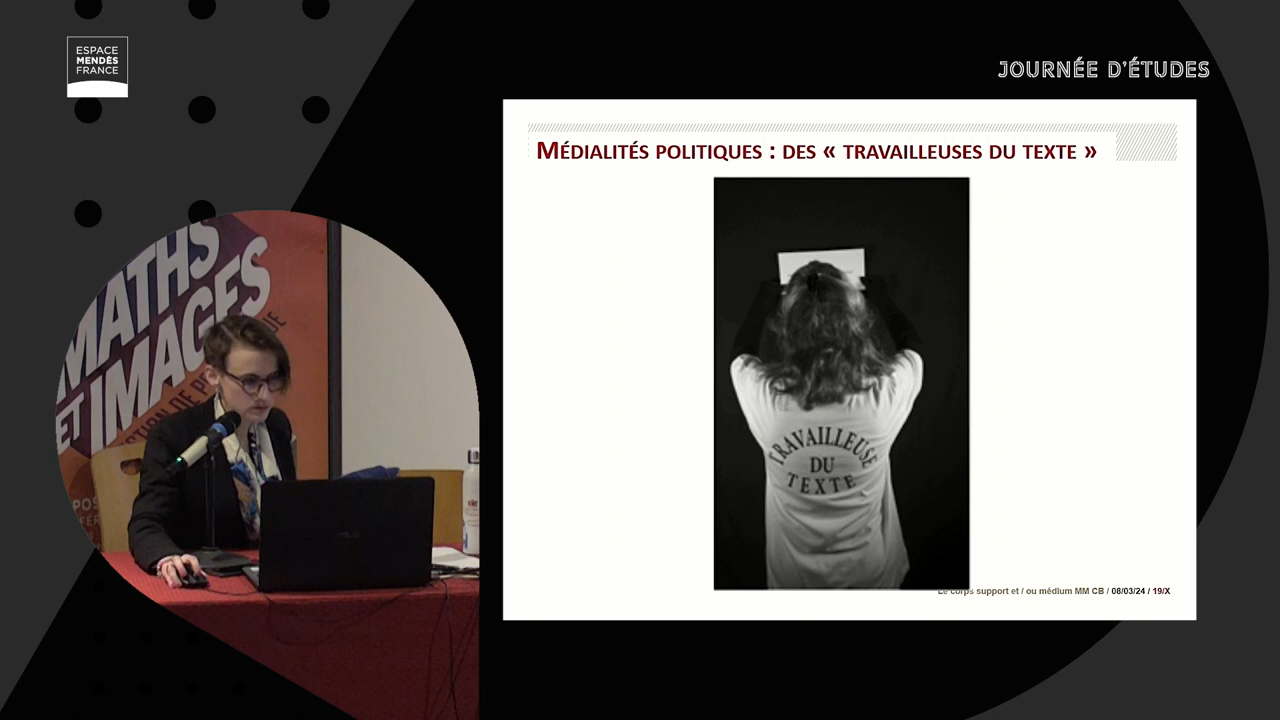 ESPACE
MENDÈS
FRANCE
JOURNÉE D'ÉTUDES
MÉDIALITÉS POLITIQUES : DES « TRAVAILLEUSES DU TEXTE »
TRAVAILLEUSE
DU
TEXTE
Le corps support et / ou médium MM CB / 08/03/24 / 19/X
MATHS
ET IMAGES